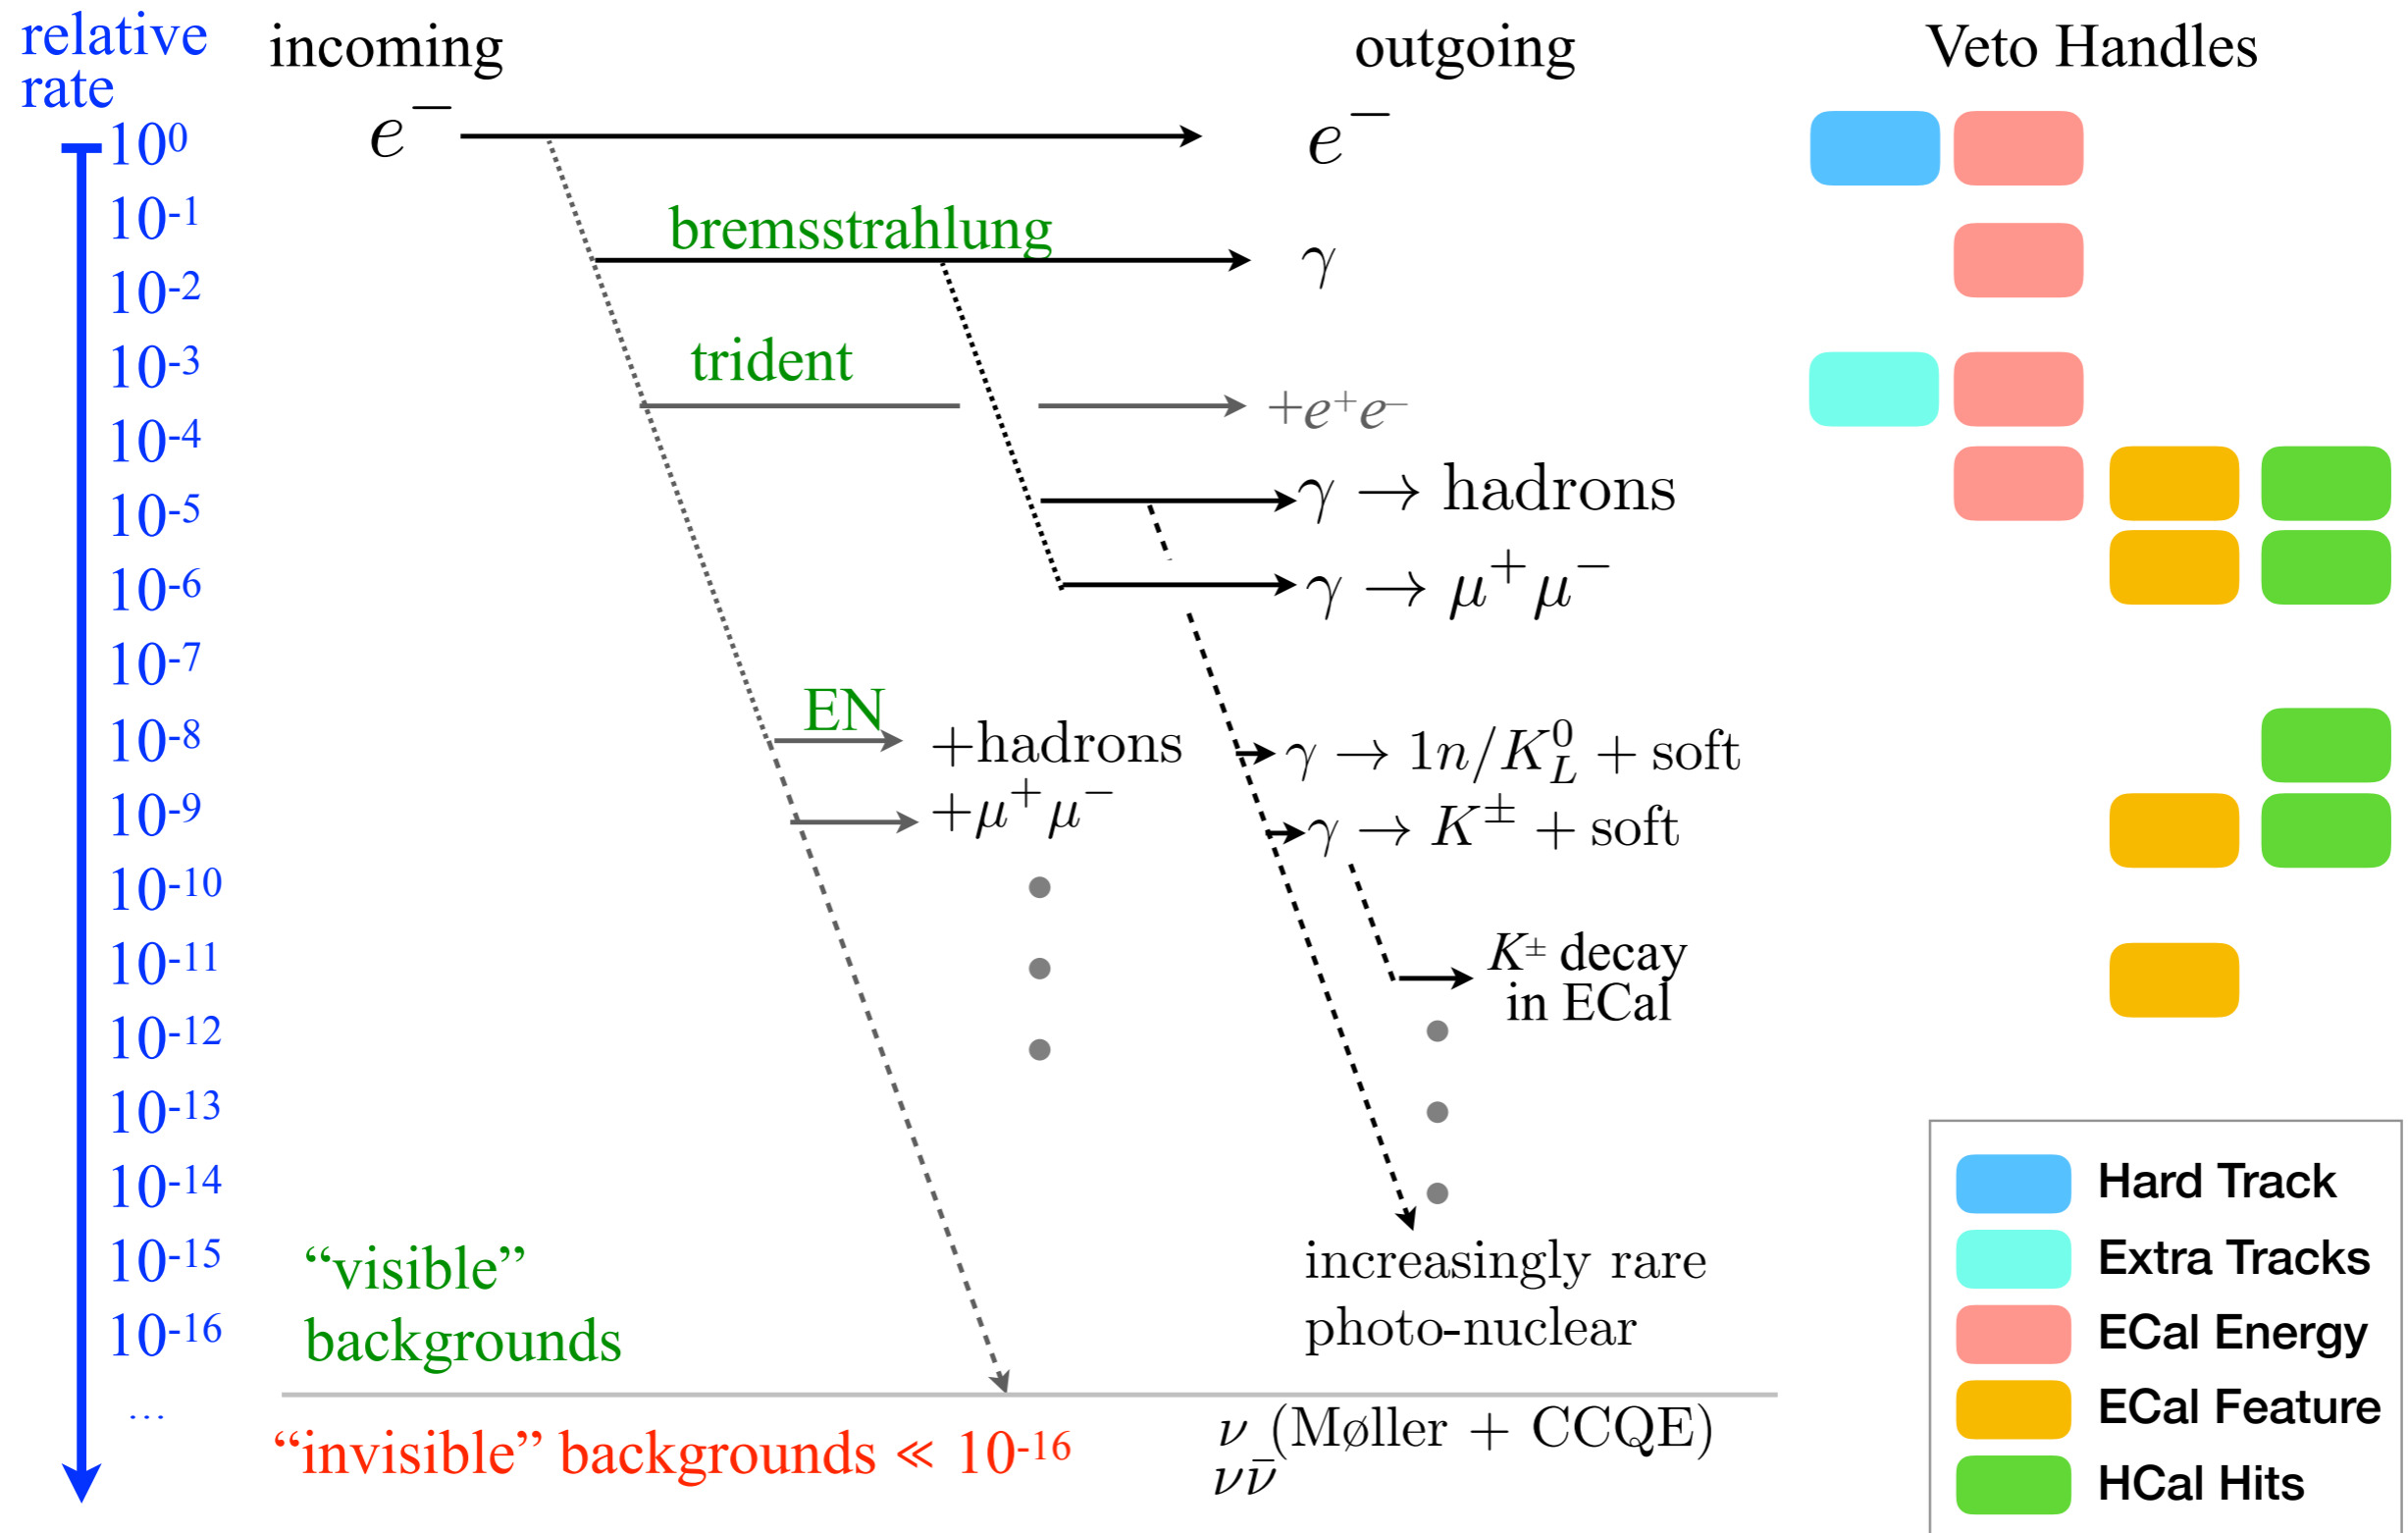 relative
rate
incoming
outgoing
Veto Handles
10⁰
e⁻
e⁻
10⁻¹
bremsstrahlung
γ
10⁻²
10⁻³
trident
+e⁺e⁻
10⁻⁴
10⁻⁵
γ → hadrons
10⁻⁶
γ → μ⁺μ⁻
10⁻⁷
10⁻⁸
EN
+hadrons
γ → 1n/K⁰_L + soft
10⁻⁹
+μ⁺μ⁻
γ → K^± + soft
10⁻¹⁰
10⁻¹¹
K^± decay
in ECal
10⁻¹²
10⁻¹³
10⁻¹⁴
10⁻¹⁵
10⁻¹⁶
...
“visible”
backgrounds
increasingly rare
photo-nuclear
“invisible” backgrounds ≪ 10⁻¹⁶
ν (Møller + CCQE)
νν̄
Hard Track
Extra Tracks
ECal Energy
ECal Feature
HCal Hits